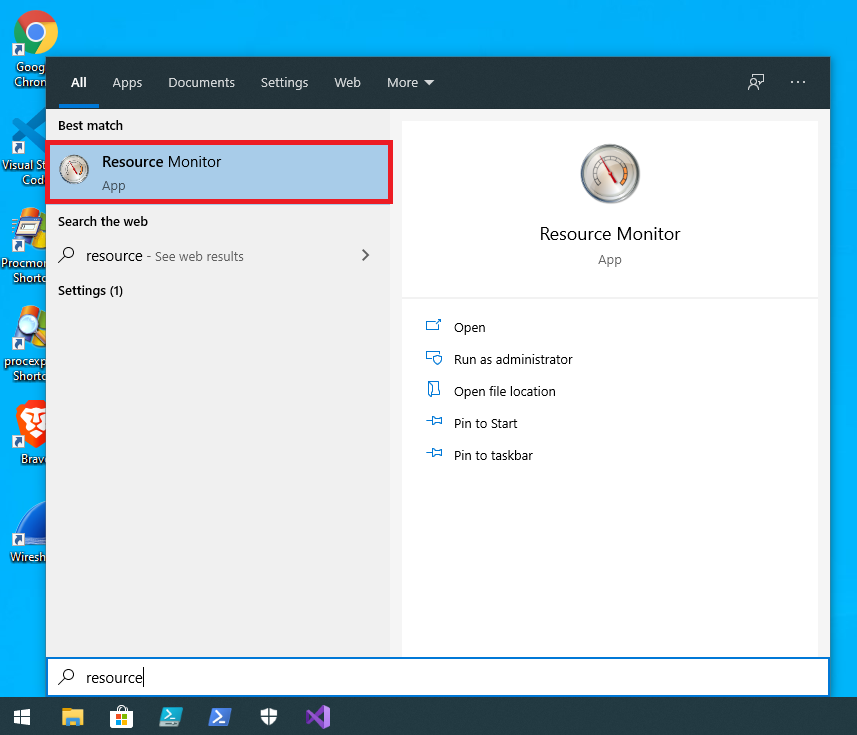 Goog
Chron
Visual St
Cod
Procmon
Shortc
procexp
Shortc
Brav
Wiresh
All Apps Documents Settings Web More
Best match
Resource Monitor
App
Search the web
resource - See web results
Settings (1)
Resource Monitor
App
Open
Run as administrator
Open file location
Pin to Start
Pin to taskbar
resource